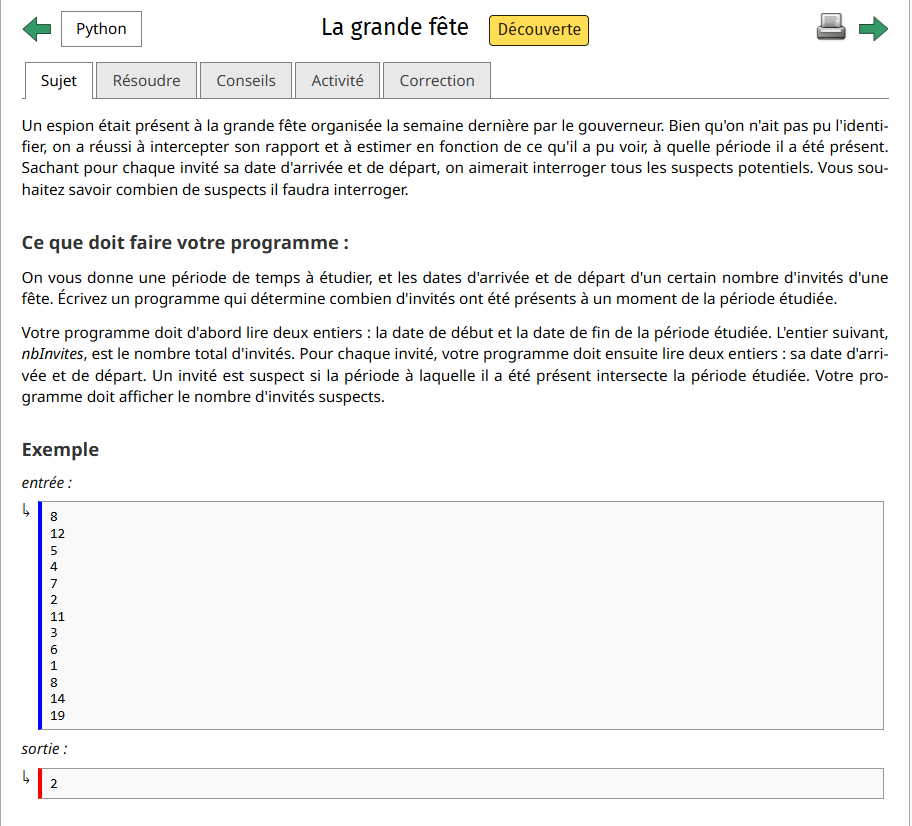 Python
La grande fête
Découverte
Sujet
Résoudre
Conseils
Activité
Correction
Un espion était présent à la grande fête organisée la semaine dernière par le gouverneur. Bien qu'on n'ait pas pu l'identi-
fier, on a réussi à intercepter son rapport et à estimer en fonction de ce qu'il a pu voir, à quelle période il a été présent.
Sachant pour chaque invité sa date d'arrivée et de départ, on aimerait interroger tous les suspects potentiels. Vous sou-
haitez savoir combien de suspects il faudra interroger.
Ce que doit faire votre programme :
On vous donne une période de temps à étudier, et les dates d'arrivée et de départ d'un certain nombre d'invités d'une
fête. Écrivez un programme qui détermine combien d'invités ont été présents à un moment de la période étudiée.
Votre programme doit d'abord lire deux entiers : la date de début et la date de fin de la période étudiée. L'entier suivant,
nbInvites, est le nombre total d'invités. Pour chaque invité, votre programme doit ensuite lire deux entiers : sa date d'arri-
vée et de départ. Un invité est suspect si la période à laquelle il a été présent intersecte la période étudiée. Votre pro-
gramme doit afficher le nombre d'invités suspects.
Exemple
entrée :
8
12
5
4
7
2
11
3
6
1
8
14
19
sortie :
2